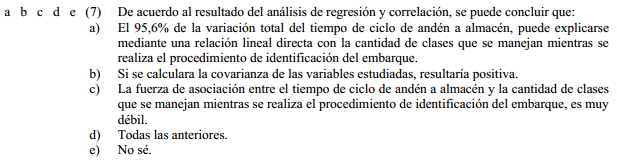 a b c d e (7) De acuerdo al resultado del análisis de regresión y correlación, se puede concluir que:
a) El 95,6% de la variación total del tiempo de ciclo de andén a almacén, puede explicarse
mediante una relación lineal directa con la cantidad de clases que se manejan mientras se
realiza el procedimiento de identificación del embarque.
b) Si se calculara la covarianza de las variables estudiadas, resultaría positiva.
c) La fuerza de asociación entre el tiempo de ciclo de andén a almacén y la cantidad de clases
que se manejan mientras se realiza el procedimiento de identificación del embarque, es muy
débil.
d) Todas las anteriores.
e) No sé.